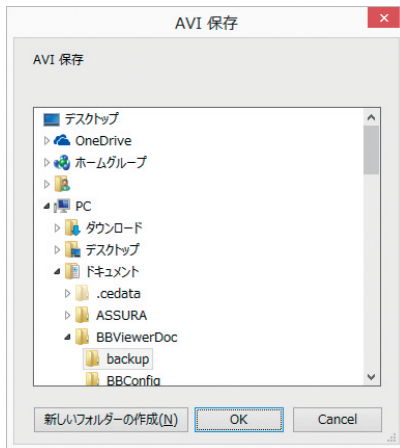 AVI 保存
AVI 保存
デスクトップ
OneDrive
ホームグループ
PC
ダウンロード
デスクトップ
ドキュメント
.cedata
ASSURA
BBViewerDoc
backup
BBConfig
新しいフォルダーの作成(N) OK Cancel